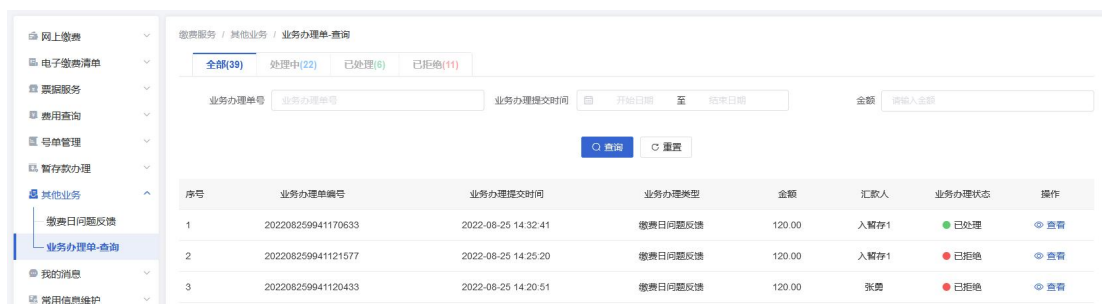 网上缴费
电子缴费清单
票据服务
费用查询
号单管理
暂存款办理
其他业务
缴费日问题反馈
业务办理单-查询
我的消息
常用信息维护
缴费服务 / 其他业务 / 业务办理单-查询
全部(39) 处理中(22) 已处理(6) 已拒绝(11)
业务办理单号 业务办理单号 业务办理提交时间 开始日期 至 结束日期 金额 请输入金额
查询 重置
序号 业务办理单编号 业务办理提交时间 业务办理类型 金额 汇款人 业务办理状态 操作
1 202208259941170633 2022-08-25 14:32:41 缴费日问题反馈 120.00 入暂存1 已处理 查看
2 202208259941121577 2022-08-25 14:25:20 缴费日问题反馈 120.00 入暂存1 已拒绝 查看
3 202208259941120433 2022-08-25 14:20:51 缴费日问题反馈 120.00 张勇 已拒绝 查看